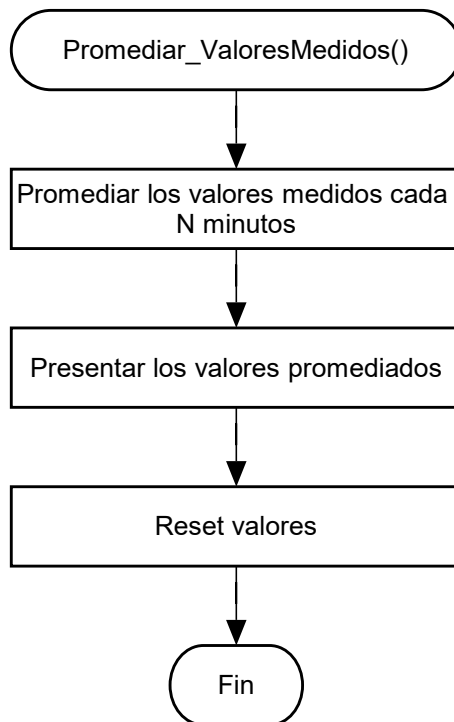 Promediar_ValoresMedidos()
Promediar los valores medidos cada
N minutos
Presentar los valores promediados
Reset valores
Fin